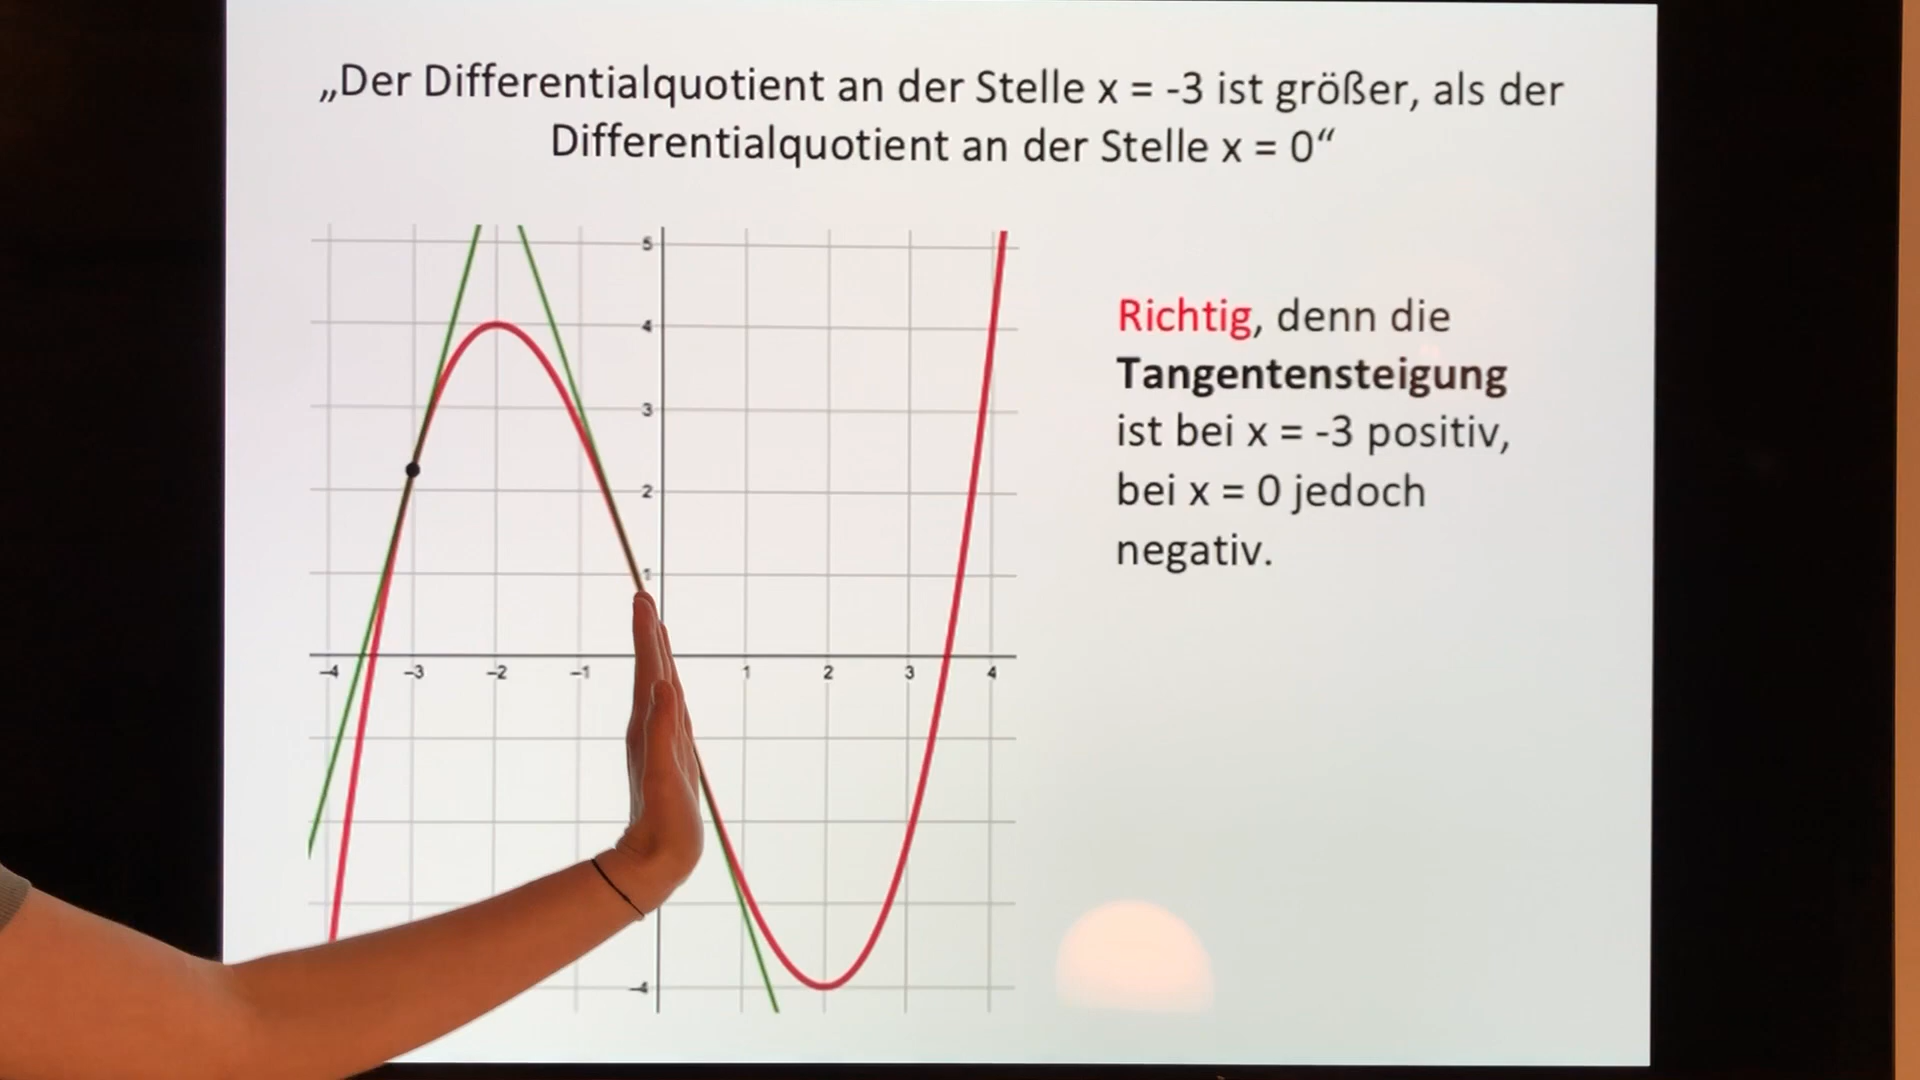 „Der Differentialquotient an der Stelle x = -3 ist größer, als der
Differentialquotient an der Stelle x = 0“
5
4
3
2
1
–4 –3 –2 –1 1 2 3 4
–4
Richtig, denn die
Tangentensteigung
ist bei x = -3 positiv,
bei x = 0 jedoch
negativ.